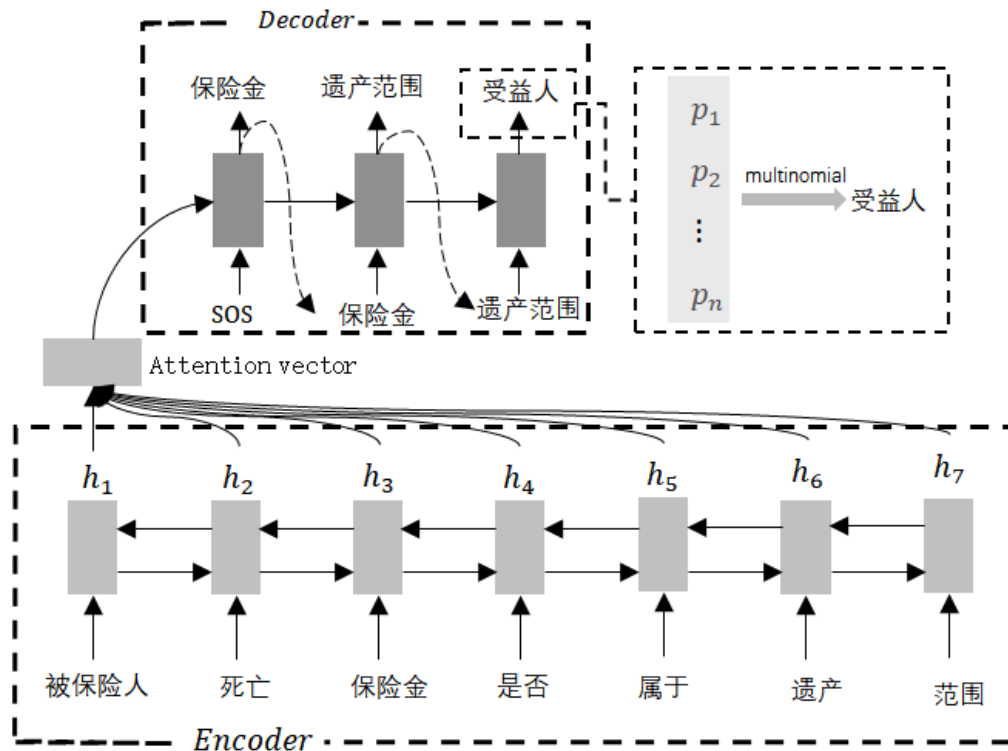 Decoder
保险金
遗产范围
受益人
SOS
保险金
遗产范围
p1
p2
⋮
pn
multinomial
受益人
Attention vector
h1
h2
h3
h4
h5
h6
h7
被保险人
死亡
保险金
是否
属于
遗产
范围
Encoder